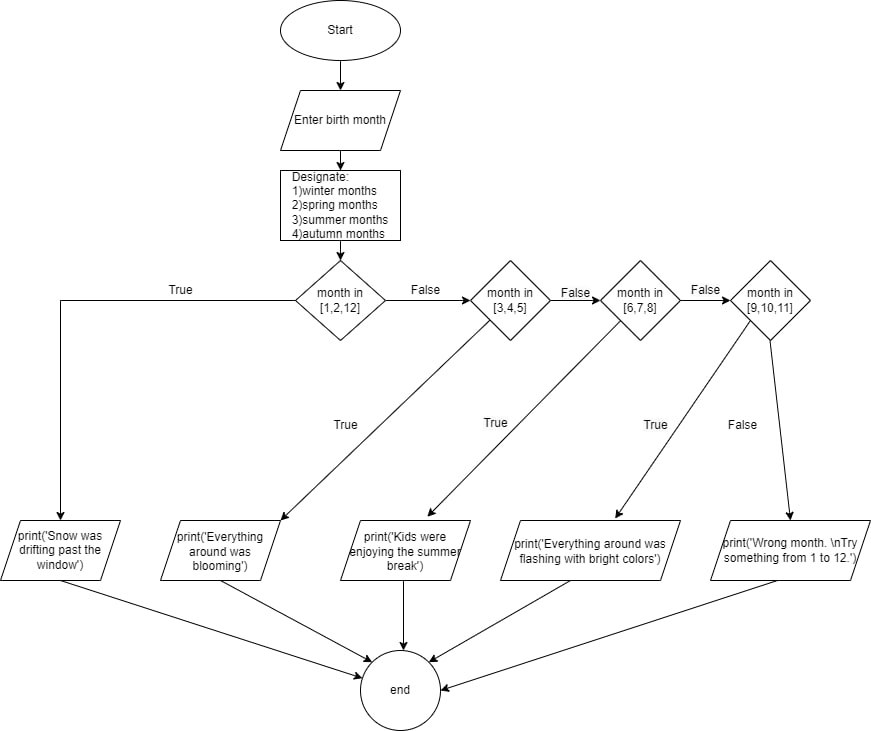 Start
Enter birth month
Designate:
1)winter months
2)spring months
3)summer months
4)autumn months
True
month in
[1,2,12]
False
month in
[3,4,5]
False
month in
[6,7,8]
False
month in
[9,10,11]
True
True
True
False
print('Snow was
drifting past the
window')
print('Everything
around was
blooming')
print('Kids were
enjoying the summer
break')
print('Everything around was
flashing with bright colors')
print('Wrong month. \nTry
something from 1 to 12.')
end